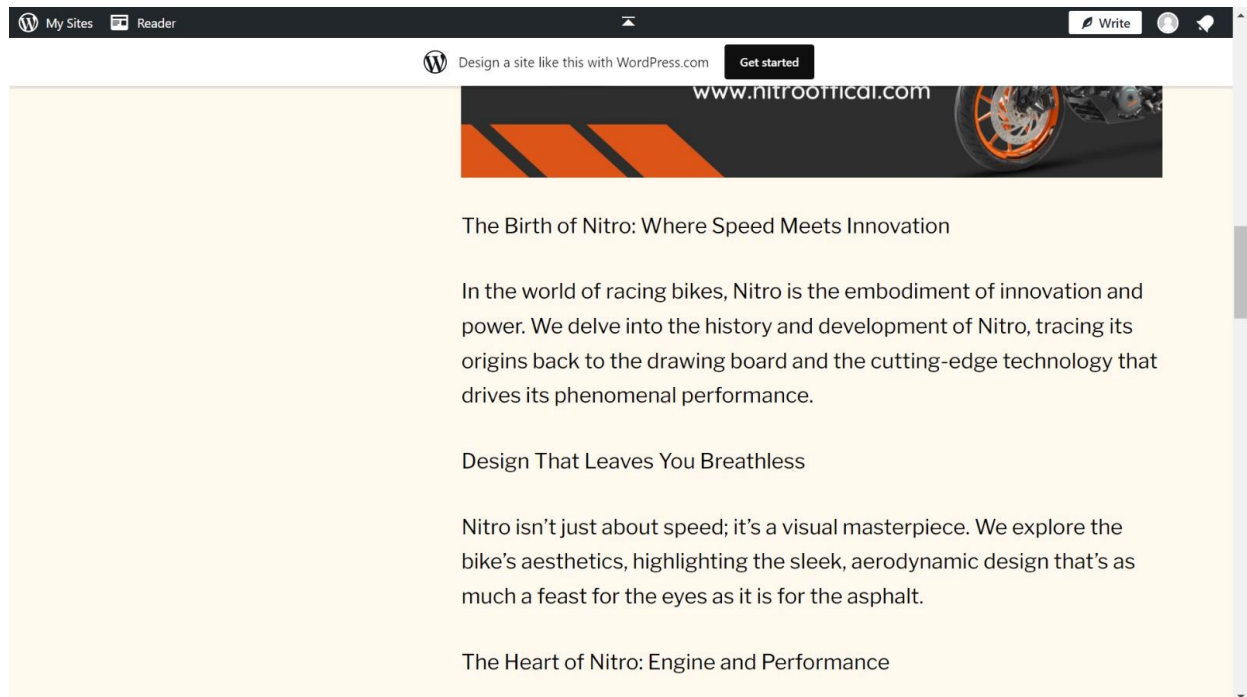 My Sites Reader Write
Design a site like this with WordPress.com Get started
www.nitrooffical.com
The Birth of Nitro: Where Speed Meets Innovation
In the world of racing bikes, Nitro is the embodiment of innovation and
power. We delve into the history and development of Nitro, tracing its
origins back to the drawing board and the cutting-edge technology that
drives its phenomenal performance.
Design That Leaves You Breathless
Nitro isn’t just about speed; it’s a visual masterpiece. We explore the
bike’s aesthetics, highlighting the sleek, aerodynamic design that’s as
much a feast for the eyes as it is for the asphalt.
The Heart of Nitro: Engine and Performance